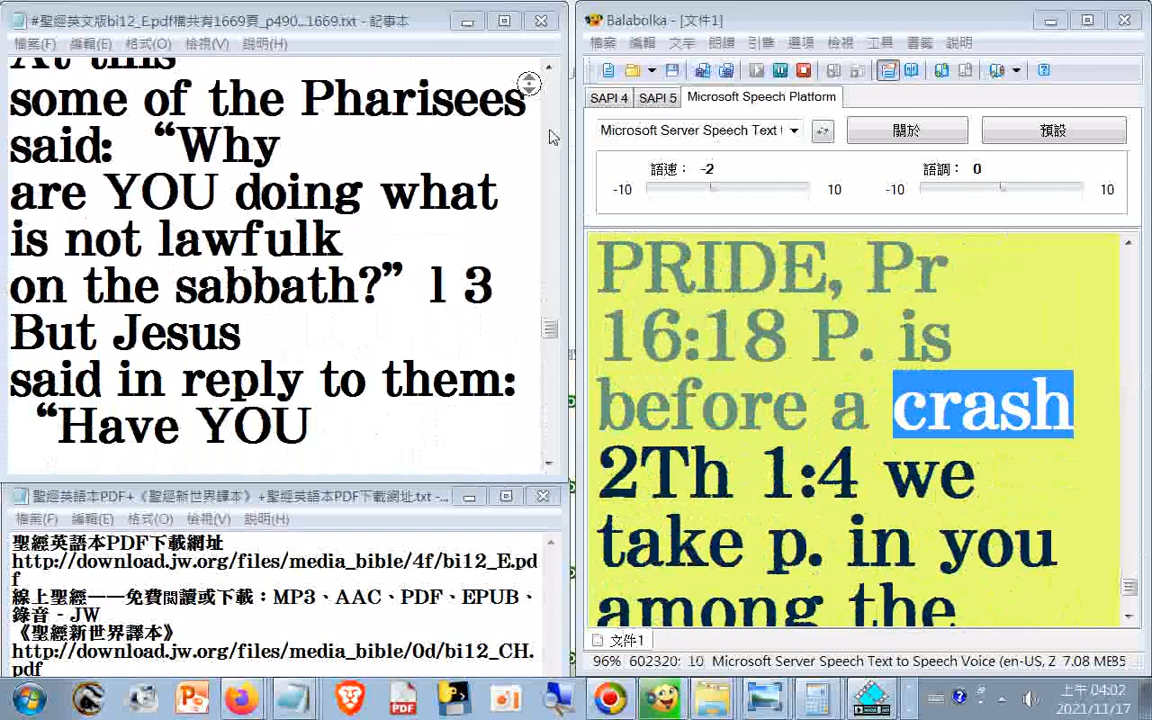 #聖經英文版bi12_E.pdf檔共有1669頁_p490...1669.txt - 記事本
檔案(F) 編輯(E) 格式(O) 檢視(V) 說明(H)
At this
some of the Pharisees
said: “Why
are YOU doing what
is not lawfulk
on the sabbath?” l 3
But Jesus
said in reply to them:
“Have YOU
聖經英語本PDF+《聖經新世界譯本》+聖經英語本PDF下載網址.txt - ...
檔案(F) 編輯(E) 格式(O) 檢視(V) 說明(H)
聖經英語本PDF下載網址
http://download.jw.org/files/media_bible/4f/bi12_E.pd
f
線上聖經——免費閱讀或下載：MP3、AAC、PDF、EPUB、
錄音 - JW
《聖經新世界譯本》
http://download.jw.org/files/media_bible/0d/bi12_CH.
pdf
Balabolka - [文件1]
檔案 編輯 文字 朗讀 引擎 選項 檢視 工具 書籤 說明
SAPI 4 SAPI 5 Microsoft Speech Platform
Microsoft Server Speech Text 關於 預設
語速： -2 語調： 0
-10 10 -10 10
PRIDE, Pr
16:18 P. is
before a crash
2Th 1:4 we
take p. in you
among the
文件1
96% 602320: 10 Microsoft Server Speech Text to Speech Voice (en-US, Z 7.08 MB
PDF
上午 04:02
2021/11/17